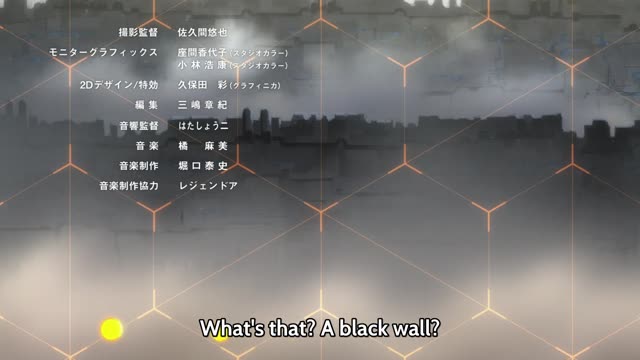 撮影監督 佐久間悠也
モニターグラフィックス 座間香代子(スタジオカラー)
小林浩康(スタジオカラー)
2Dデザイン/特効 久保田 彩(グラフィニカ)
編集 三嶋章紀
音響監督 はたしょう二
音楽 橘 麻美
音楽制作 堀口泰史
音楽制作協力 レジェンドア
What's that? A black wall?